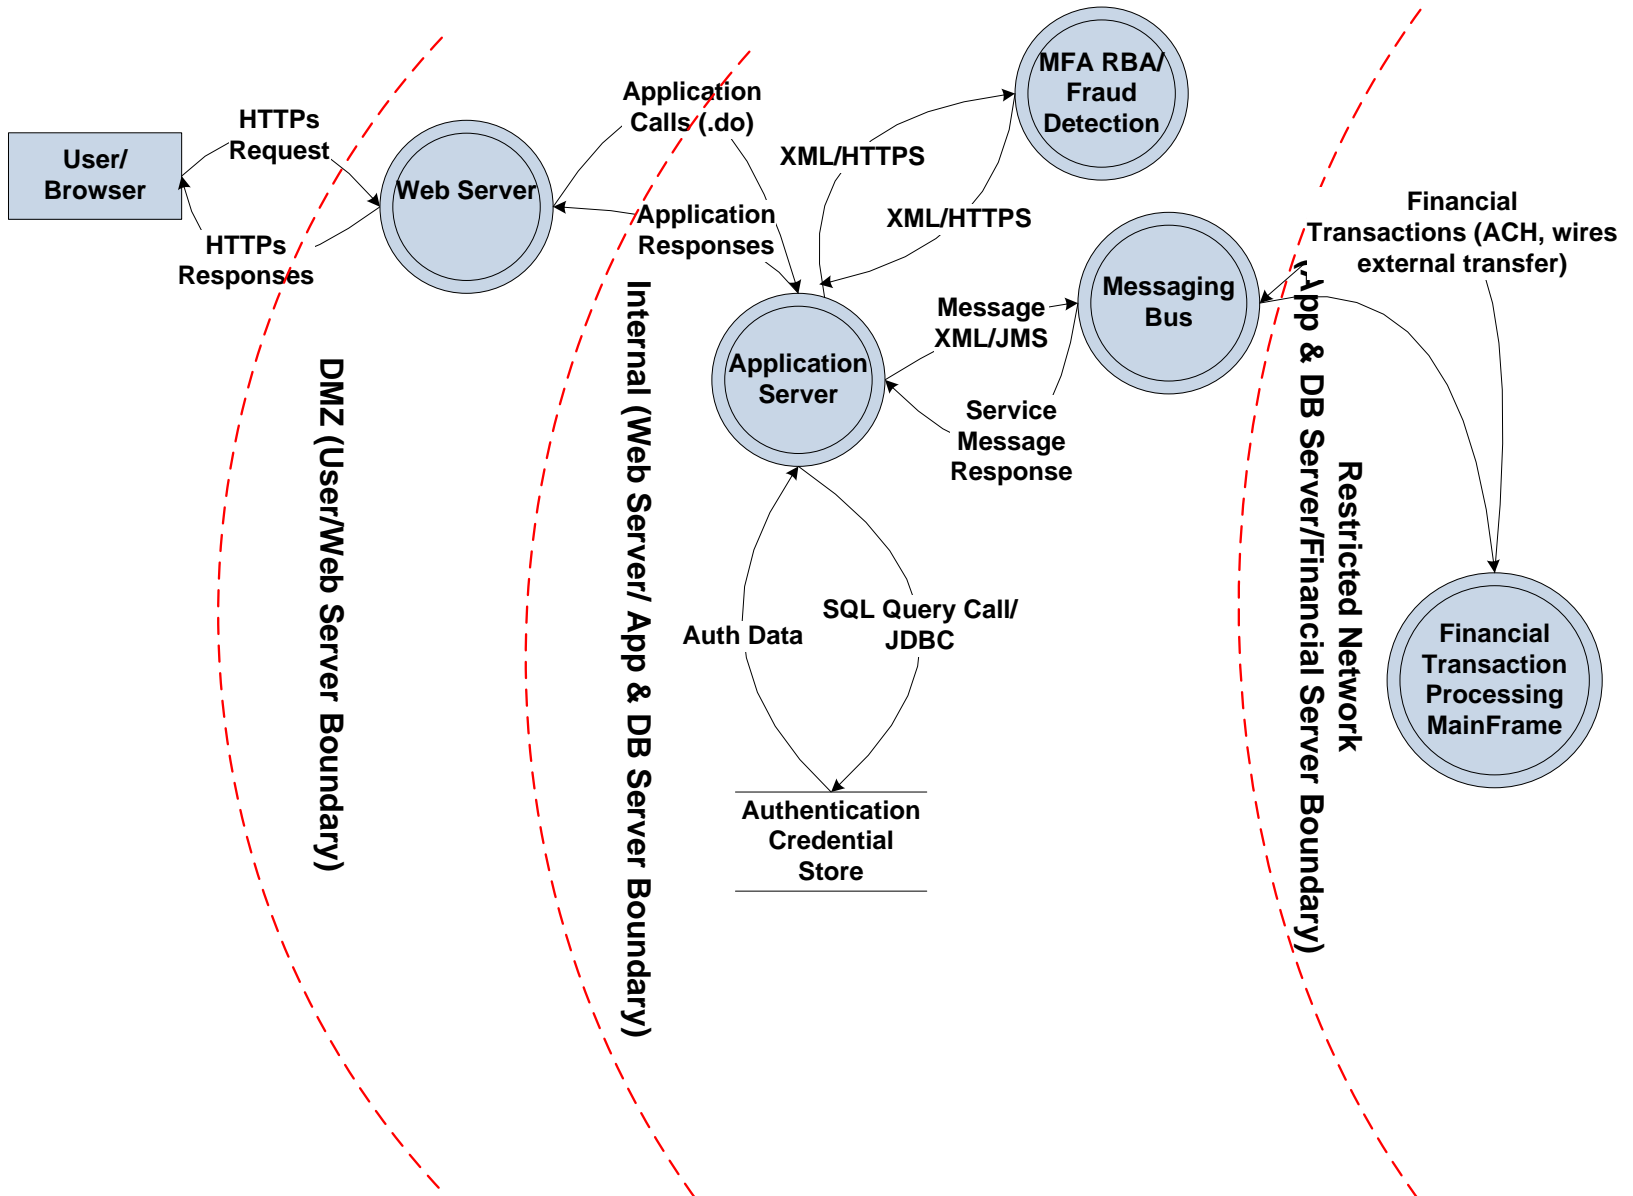 User/
Browser
HTTPs
Request
HTTPs
Responses
DMZ (User/Web Server Boundary)
Web Server
Application
Calls (.do)
Application
Responses
Internal (Web Server/ App & DB Server Boundary)
MFA RBA/
Fraud
Detection
XML/HTTPS
XML/HTTPS
Application
Server
Message
XML/JMS
Service
Message
Response
Messaging
Bus
Auth Data
SQL Query Call/
JDBC
Authentication
Credential
Store
Financial
Transactions (ACH, wires
external transfer)
Restricted Network
(App & DB Server/Financial Server Boundary)
Financial
Transaction
Processing
MainFrame